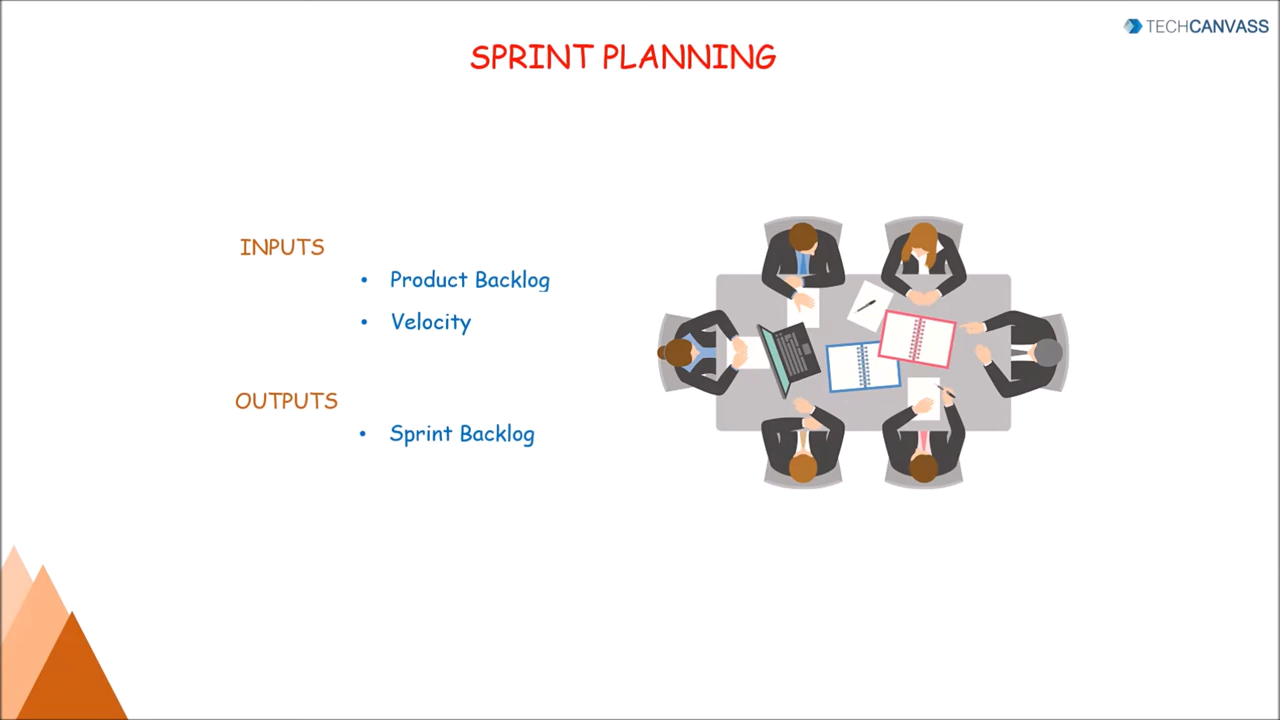 TECHCANVASS
SPRINT PLANNING
INPUTS
• Product Backlog
• Velocity
OUTPUTS
• Sprint Backlog